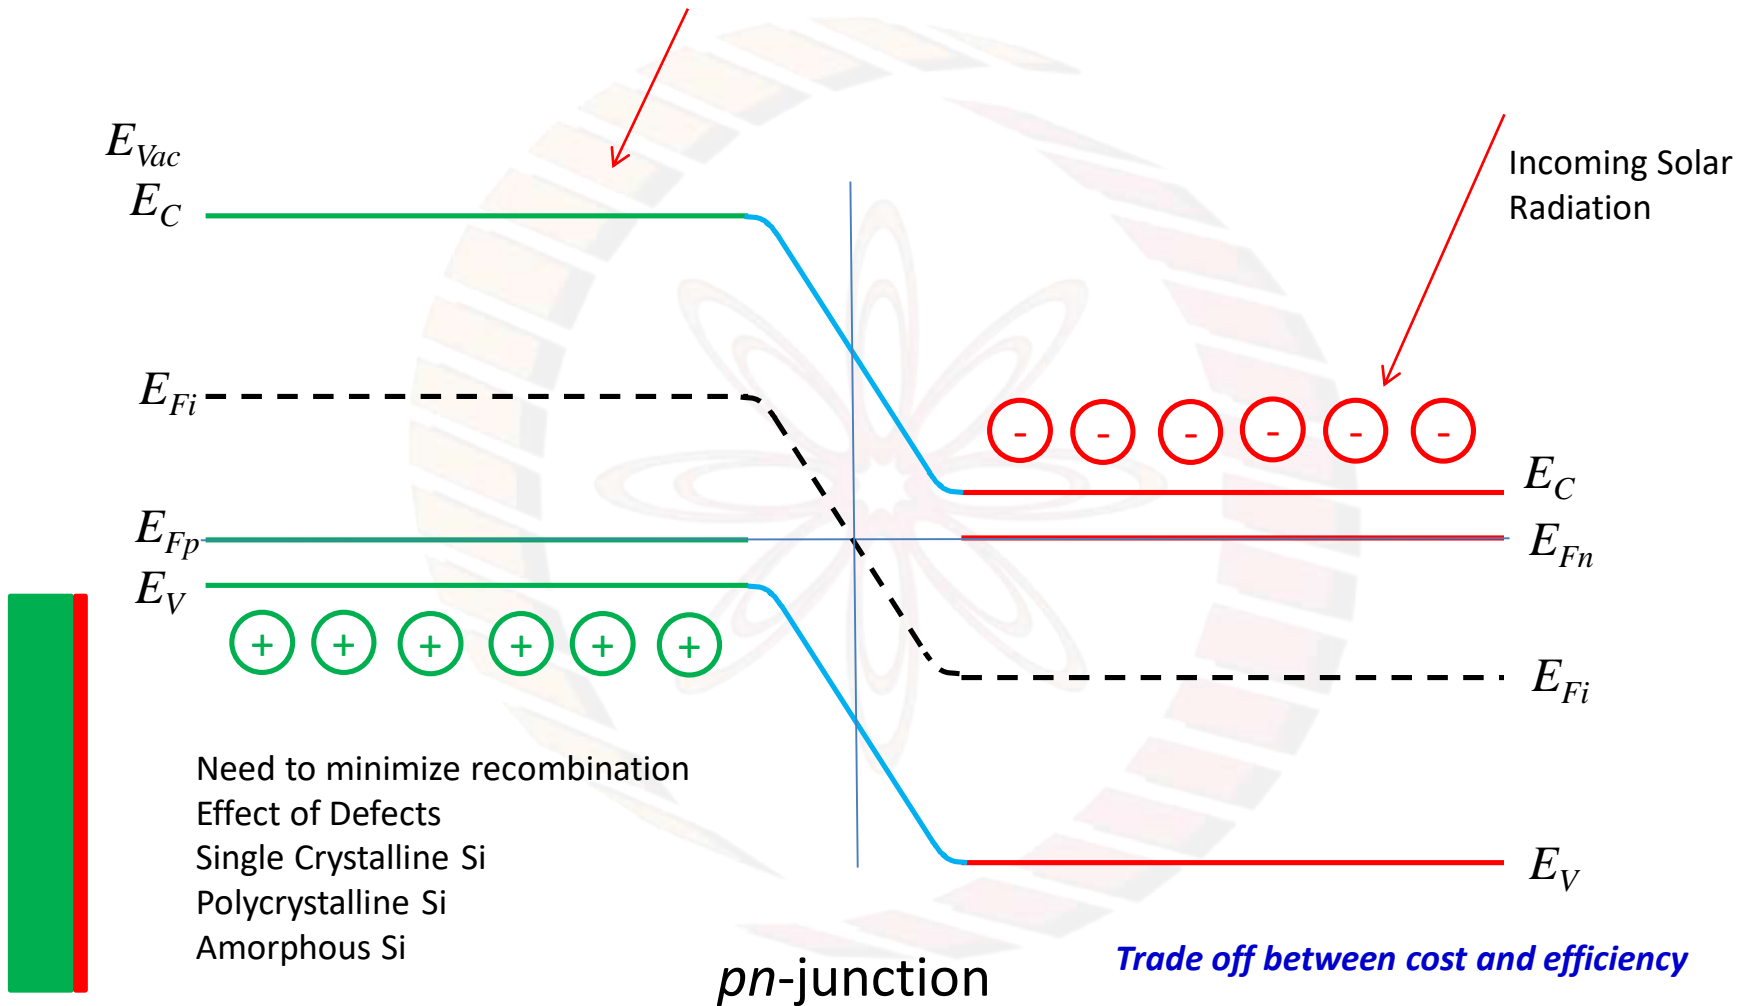 E_Vac
E_C
Incoming Solar
Radiation
E_Fi
- - - - - -
E_C
E_Fp
E_Fn
E_V
+ + + + + +
E_Fi
Need to minimize recombination
Effect of Defects
Single Crystalline Si
Polycrystalline Si
Amorphous Si
E_V
Trade off between cost and efficiency
pn-junction